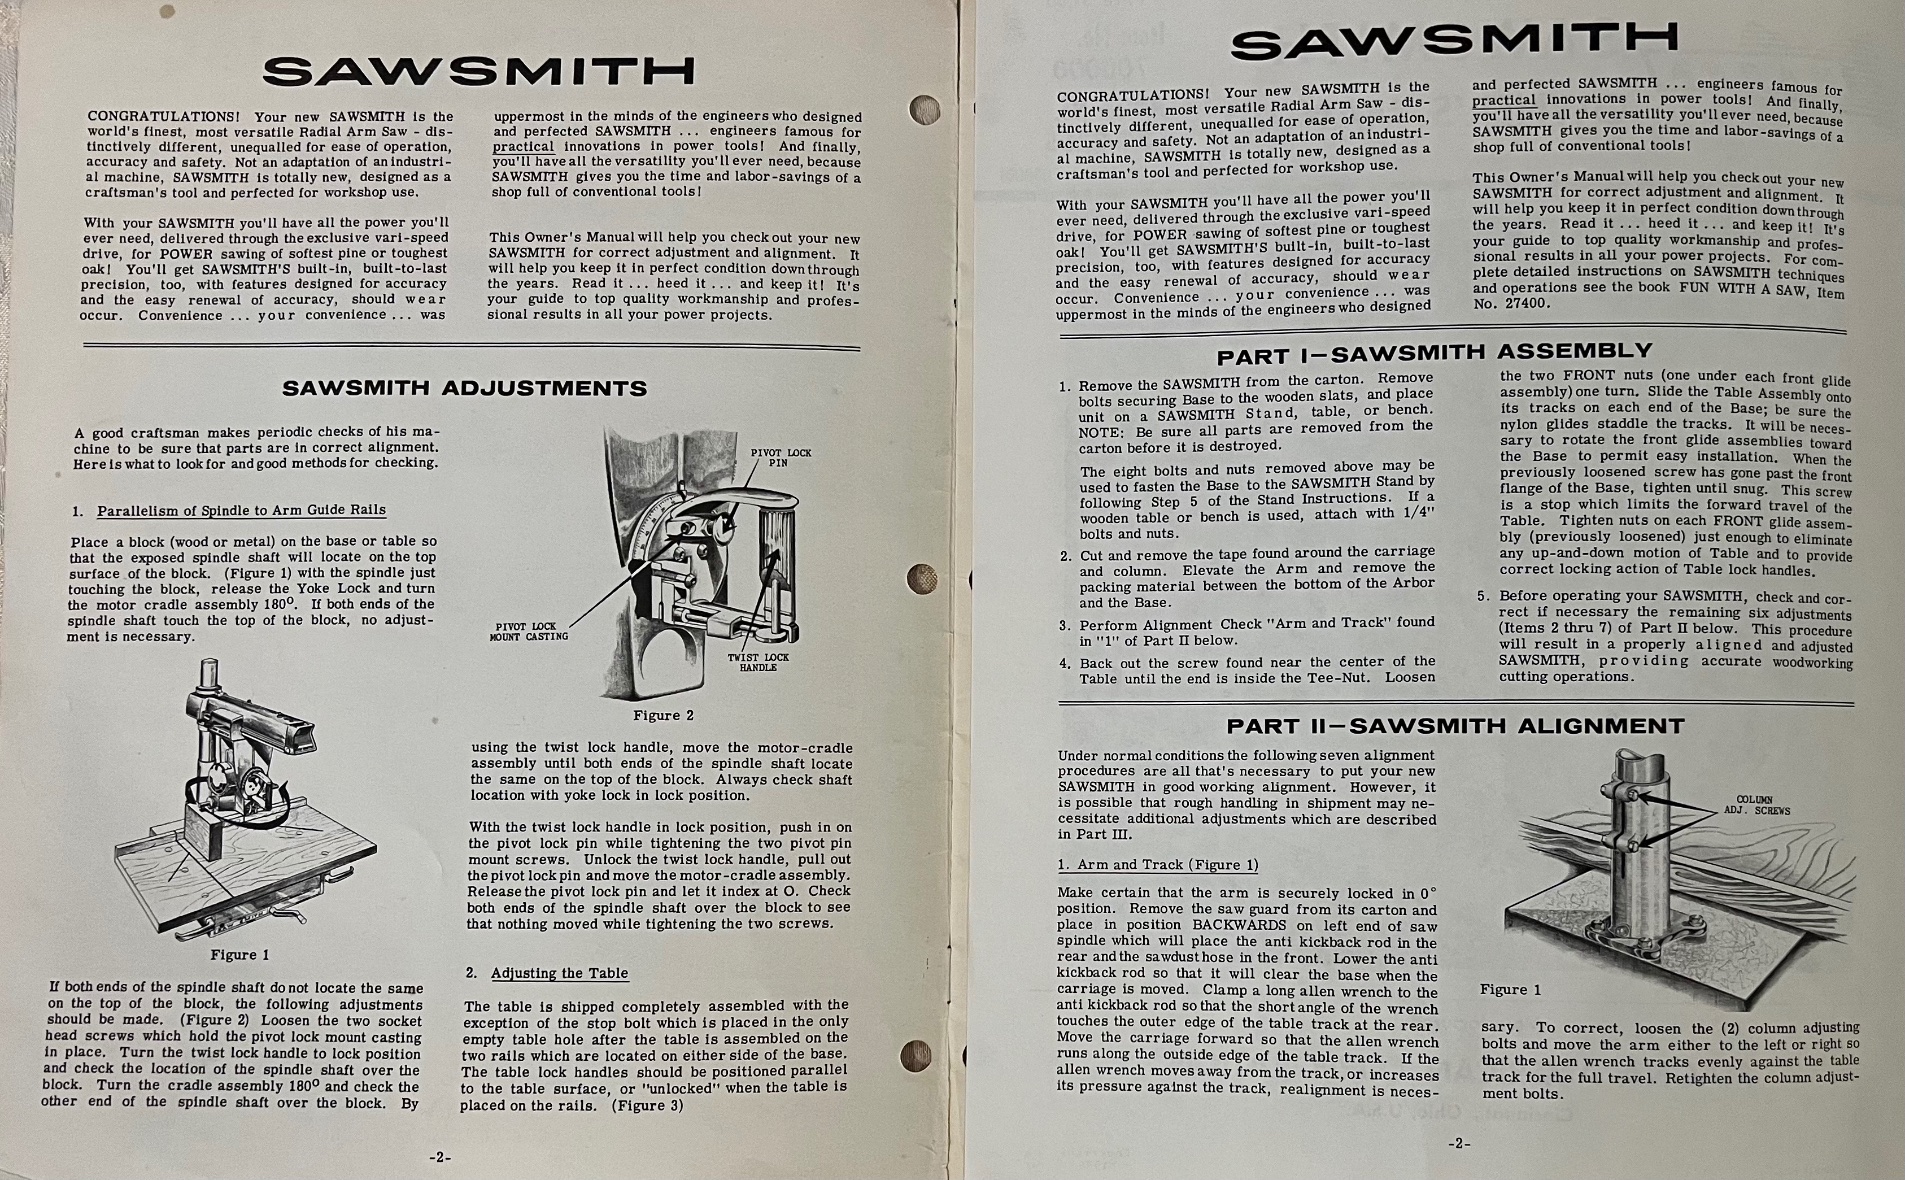 SAWSMITH
CONGRATULATIONS! Your new SAWSMITH is the
world's finest, most versatile Radial Arm Saw - dis-
tinctively different, unequalled for ease of operation,
accuracy and safety. Not an adaptation of an industri-
al machine, SAWSMITH is totally new, designed as a
craftsman's tool and perfected for workshop use.
With your SAWSMITH you'll have all the power you'll
ever need, delivered through the exclusive vari-speed
drive, for POWER sawing of softest pine or toughest
oak! You'll get SAWSMITH'S built-in, built-to-last
precision, too, with features designed for accuracy
and the easy renewal of accuracy, should wear
occur. Convenience ... your convenience ... was
uppermost in the minds of the engineers who designed
and perfected SAWSMITH ... engineers famous for
practical innovations in power tools! And finally,
you'll have all the versatility you'll ever need, because
SAWSMITH gives you the time and labor-savings of a
shop full of conventional tools!
This Owner's Manual will help you check out your new
SAWSMITH for correct adjustment and alignment. It
will help you keep it in perfect condition down through
the years. Read it ... heed it ... and keep it! It's
your guide to top quality workmanship and profes-
sional results in all your power projects.
SAWSMITH ADJUSTMENTS
A good craftsman makes periodic checks of his ma-
chine to be sure that parts are in correct alignment.
Here is what to look for and good methods for checking.
1. Parallelism of Spindle to Arm Guide Rails
Place a block (wood or metal) on the base or table so
that the exposed spindle shaft will locate on the top
surface of the block. (Figure 1) with the spindle just
touching the block, release the Yoke Lock and turn
the motor cradle assembly 180°. If both ends of the
spindle shaft touch the top of the block, no adjust-
ment is necessary.
Figure 1
If both ends of the spindle shaft do not locate the same
on the top of the block, the following adjustments
should be made. (Figure 2) Loosen the two socket
head screws which hold the pivot lock mount casting
in place. Turn the twist lock handle to lock position
and check the location of the spindle shaft over the
block. Turn the cradle assembly 180° and check the
other end of the spindle shaft over the block. By
PIVOT LOCK
PIN
PIVOT LOCK
MOUNT CASTING
TWIST LOCK
HANDLE
Figure 2
using the twist lock handle, move the motor-cradle
assembly until both ends of the spindle shaft locate
the same on the top of the block. Always check shaft
location with yoke lock in lock position.
With the twist lock handle in lock position, push in on
the pivot lock pin while tightening the two pivot pin
mount screws. Unlock the twist lock handle, pull out
the pivot lock pin and move the motor-cradle assembly.
Release the pivot lock pin and let it index at O. Check
both ends of the spindle shaft over the block to see
that nothing moved while tightening the two screws.
2. Adjusting the Table
The table is shipped completely assembled with the
exception of the stop bolt which is placed in the only
empty table hole after the table is assembled on the
two rails which are located on either side of the base.
The table lock handles should be positioned parallel
to the table surface, or "unlocked" when the table is
placed on the rails. (Figure 3)
-2-
SAWSMITH
CONGRATULATIONS! Your new SAWSMITH is the
world's finest, most versatile Radial Arm Saw - dis-
tinctively different, unequalled for ease of operation,
accuracy and safety. Not an adaptation of an industri-
al machine, SAWSMITH is totally new, designed as a
craftsman's tool and perfected for workshop use.
With your SAWSMITH you'll have all the power you'll
ever need, delivered through the exclusive vari-speed
drive, for POWER sawing of softest pine or toughest
oak! You'll get SAWSMITH'S built-in, built-to-last
precision, too, with features designed for accuracy
and the easy renewal of accuracy, should wear
occur. Convenience ... your convenience ... was
uppermost in the minds of the engineers who designed
and perfected SAWSMITH ... engineers famous for
practical innovations in power tools! And finally,
you'll have all the versatility you'll ever need, because
SAWSMITH gives you the time and labor-savings of a
shop full of conventional tools!
This Owner's Manual will help you check out your new
SAWSMITH for correct adjustment and alignment. It
will help you keep it in perfect condition down through
the years. Read it ... heed it ... and keep it! It's
your guide to top quality workmanship and profes-
sional results in all your power projects. For com-
plete detailed instructions on SAWSMITH techniques
and operations see the book FUN WITH A SAW, Item
No. 27400.
PART I—SAWSMITH ASSEMBLY
1. Remove the SAWSMITH from the carton. Remove
bolts securing Base to the wooden slats, and place
unit on a SAWSMITH Stand, table, or bench.
NOTE: Be sure all parts are removed from the
carton before it is destroyed.
The eight bolts and nuts removed above may be
used to fasten the Base to the SAWSMITH Stand by
following Step 5 of the Stand Instructions. If a
wooden table or bench is used, attach with 1/4"
bolts and nuts.
2. Cut and remove the tape found around the carriage
and column. Elevate the Arm and remove the
packing material between the bottom of the Arbor
and the Base.
3. Perform Alignment Check "Arm and Track" found
in "1" of Part II below.
4. Back out the screw found near the center of the
Table until the end is inside the Tee-Nut. Loosen
the two FRONT nuts (one under each front glide
assembly) one turn. Slide the Table Assembly onto
its tracks on each end of the Base; be sure the
nylon glides staddle the tracks. It will be neces-
sary to rotate the front glide assemblies toward
the Base to permit easy installation. When the
previously loosened screw has gone past the front
flange of the Base, tighten until snug. This screw
is a stop which limits the forward travel of the
Table. Tighten nuts on each FRONT glide assem-
bly (previously loosened) just enough to eliminate
any up-and-down motion of Table and to provide
correct locking action of Table lock handles.
5. Before operating your SAWSMITH, check and cor-
rect if necessary the remaining six adjustments
(Items 2 thru 7) of Part II below. This procedure
will result in a properly aligned and adjusted
SAWSMITH, providing accurate woodworking
cutting operations.
PART II—SAWSMITH ALIGNMENT
Under normal conditions the following seven alignment
procedures are all that's necessary to put your new
SAWSMITH in good working alignment. However, it
is possible that rough handling in shipment may ne-
cessitate additional adjustments which are described
in Part III.
1. Arm and Track (Figure 1)
Make certain that the arm is securely locked in 0°
position. Remove the saw guard from its carton and
place in position BACKWARDS on left end of saw
spindle which will place the anti kickback rod in the
rear and the sawdust hose in the front. Lower the anti
kickback rod so that it will clear the base when the
carriage is moved. Clamp a long allen wrench to the
anti kickback rod so that the short angle of the wrench
touches the outer edge of the table track at the rear.
Move the carriage forward so that the allen wrench
runs along the outside edge of the table track. If the
allen wrench moves away from the track, or increases
its pressure against the track, realignment is neces-
COLUMN
ADJ. SCREWS
Figure 1
sary. To correct, loosen the (2) column adjusting
bolts and move the arm either to the left or right so
that the allen wrench tracks evenly against the table
track for the full travel. Retighten the column adjust-
ment bolts.
-2-